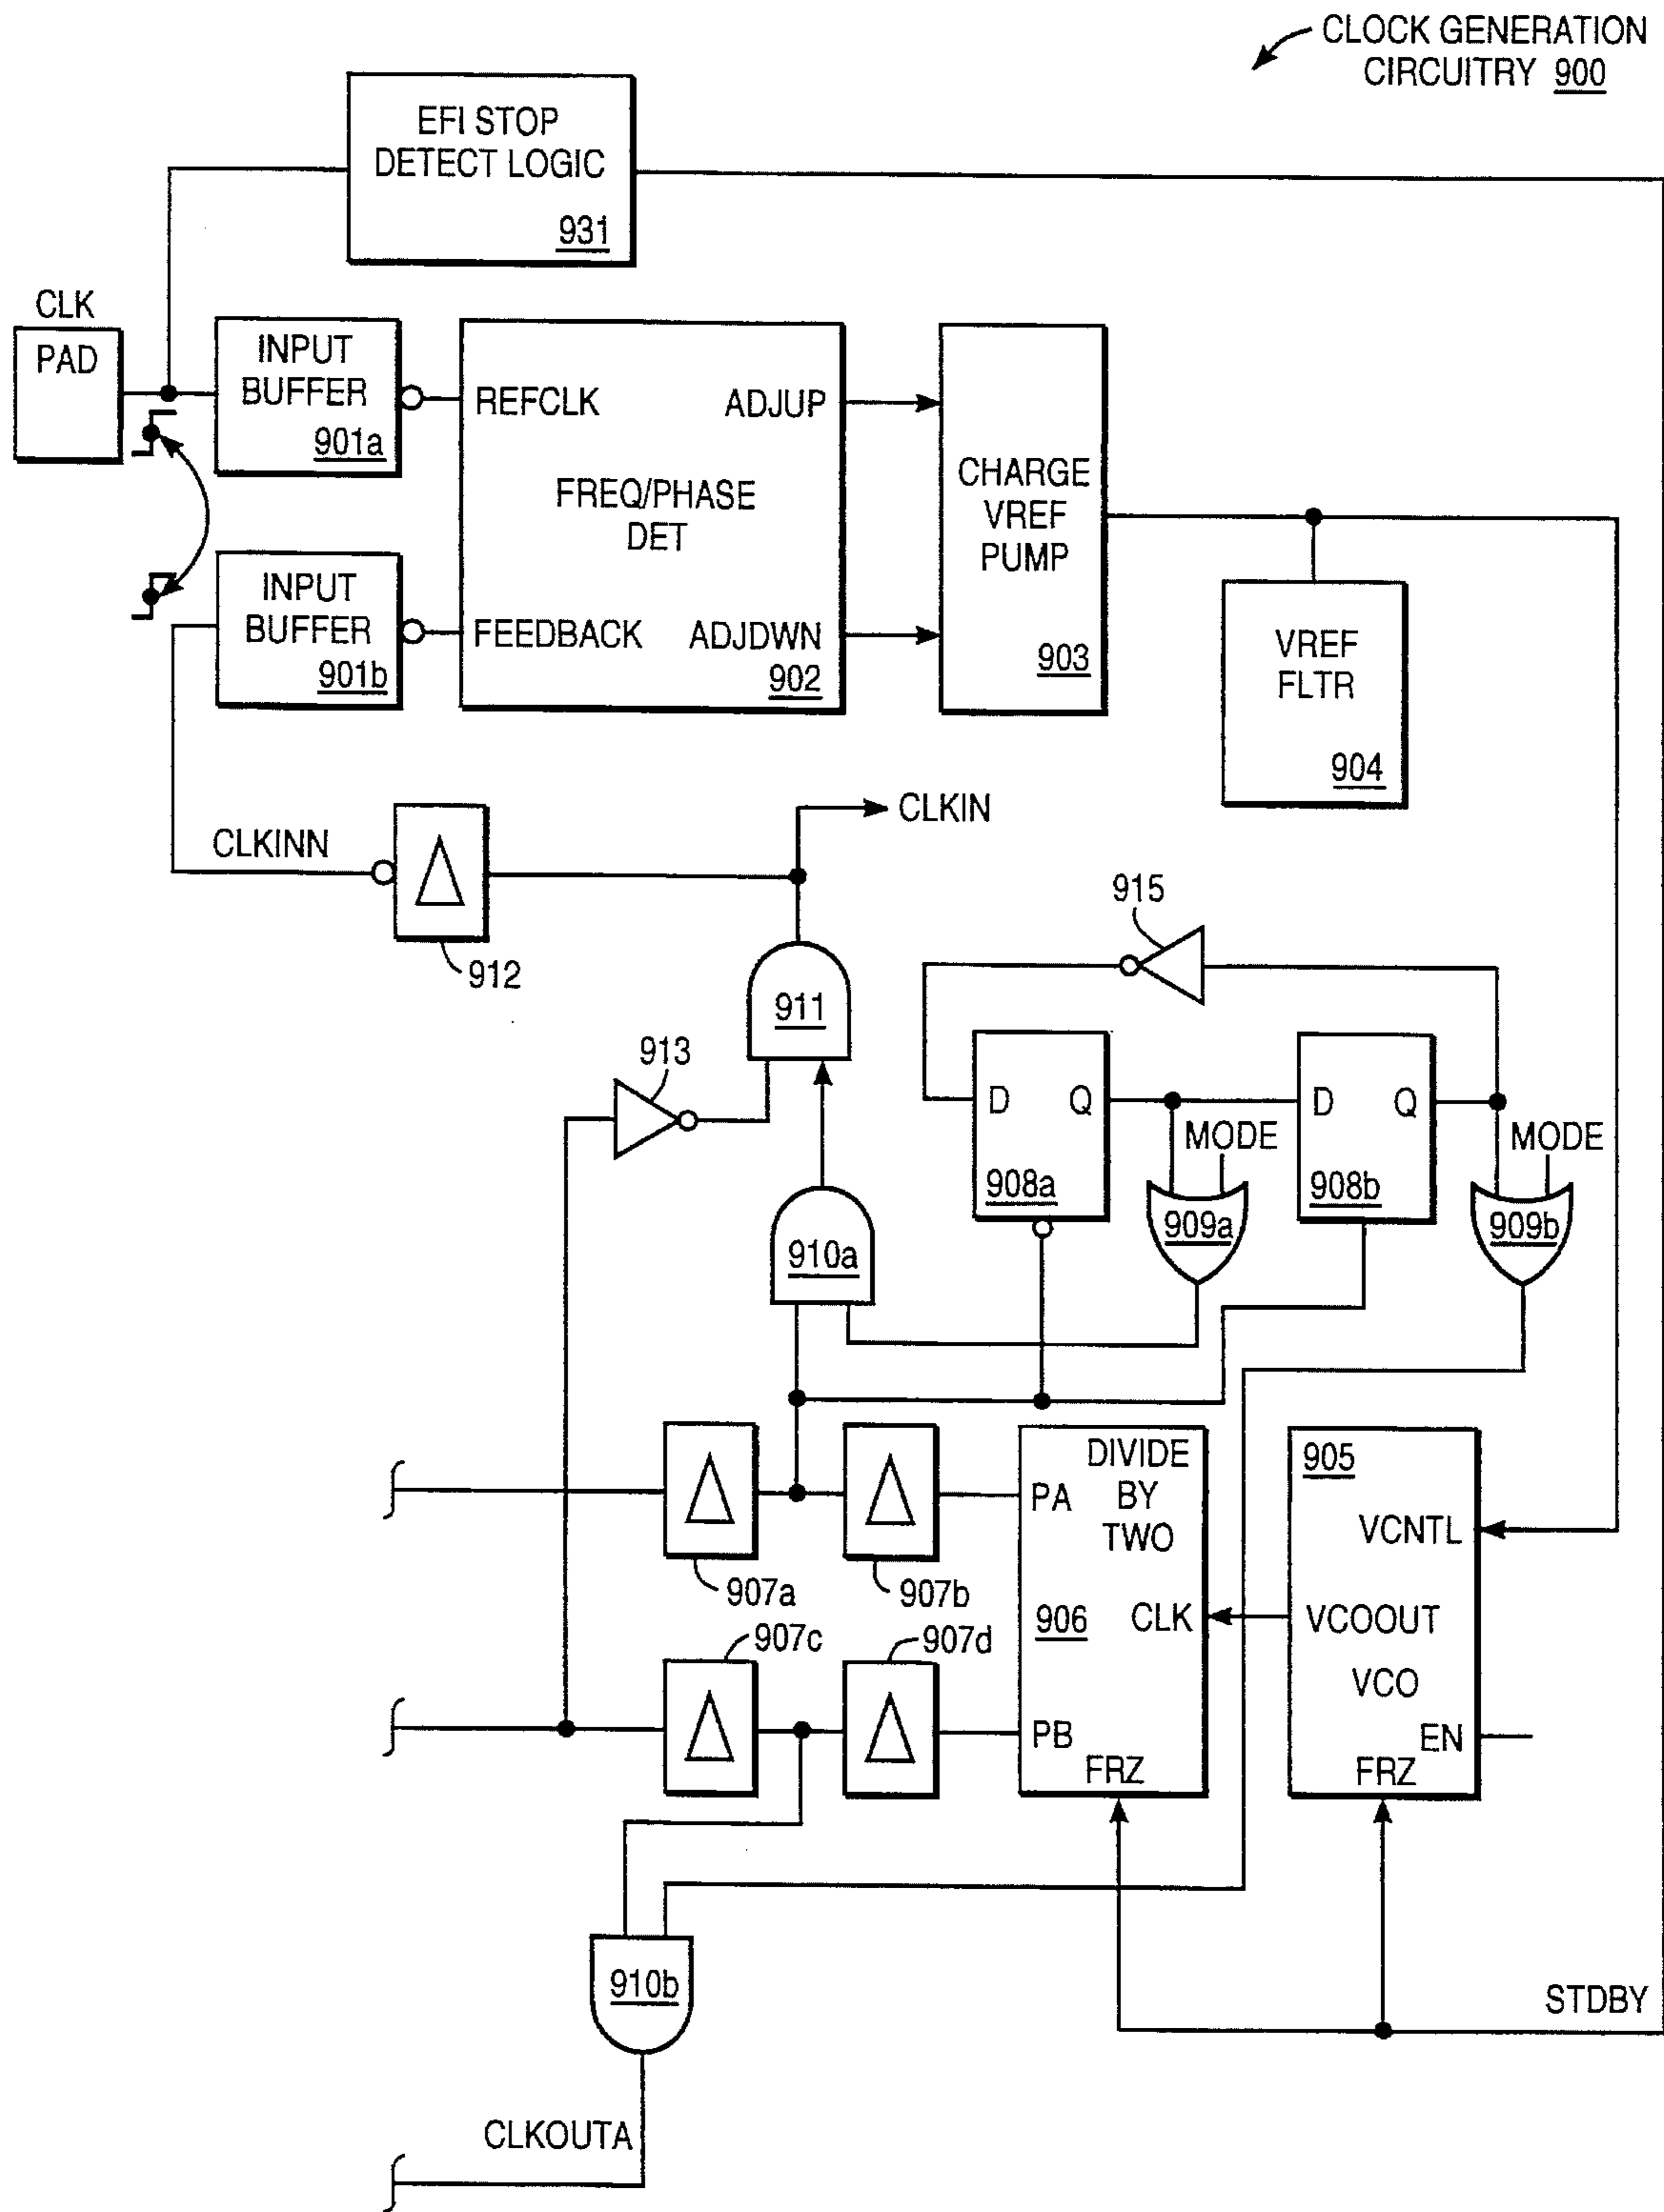 CLOCK GENERATION
CIRCUITRY 900
EFI STOP
DETECT LOGIC
931
CLK
PAD
INPUT
BUFFER
901a
REFCLK
ADJUP
FREQ/PHASE
DET
FEEDBACK
ADJDWN
902
INPUT
BUFFER
901b
CHARGE
VREF
PUMP
903
VREF
FLTR
904
CLKIN
CLKINN
912
915
911
913
D
Q
908a
MODE
909a
D
Q
908b
MODE
909b
910a
907a
907b
DIVIDE
BY
TWO
PA
906
CLK
PB
FRZ
905
VCNTL
VCOOUT
VCO
EN
FRZ
907c
907d
910b
STDBY
CLKOUTA